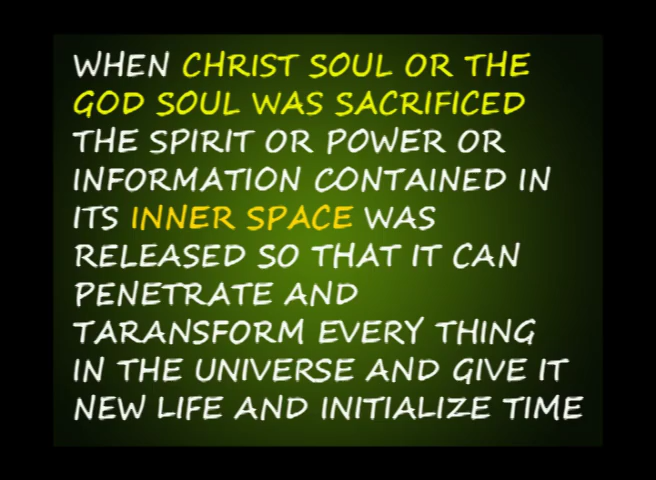 WHEN CHRIST SOUL OR THE
GOD SOUL WAS SACRIFICED
THE SPIRIT OR POWER OR
INFORMATION CONTAINED IN
ITS INNER SPACE WAS
RELEASED SO THAT IT CAN
PENETRATE AND
TARANSFORM EVERY THING
IN THE UNIVERSE AND GIVE IT
NEW LIFE AND INITIALIZE TIME